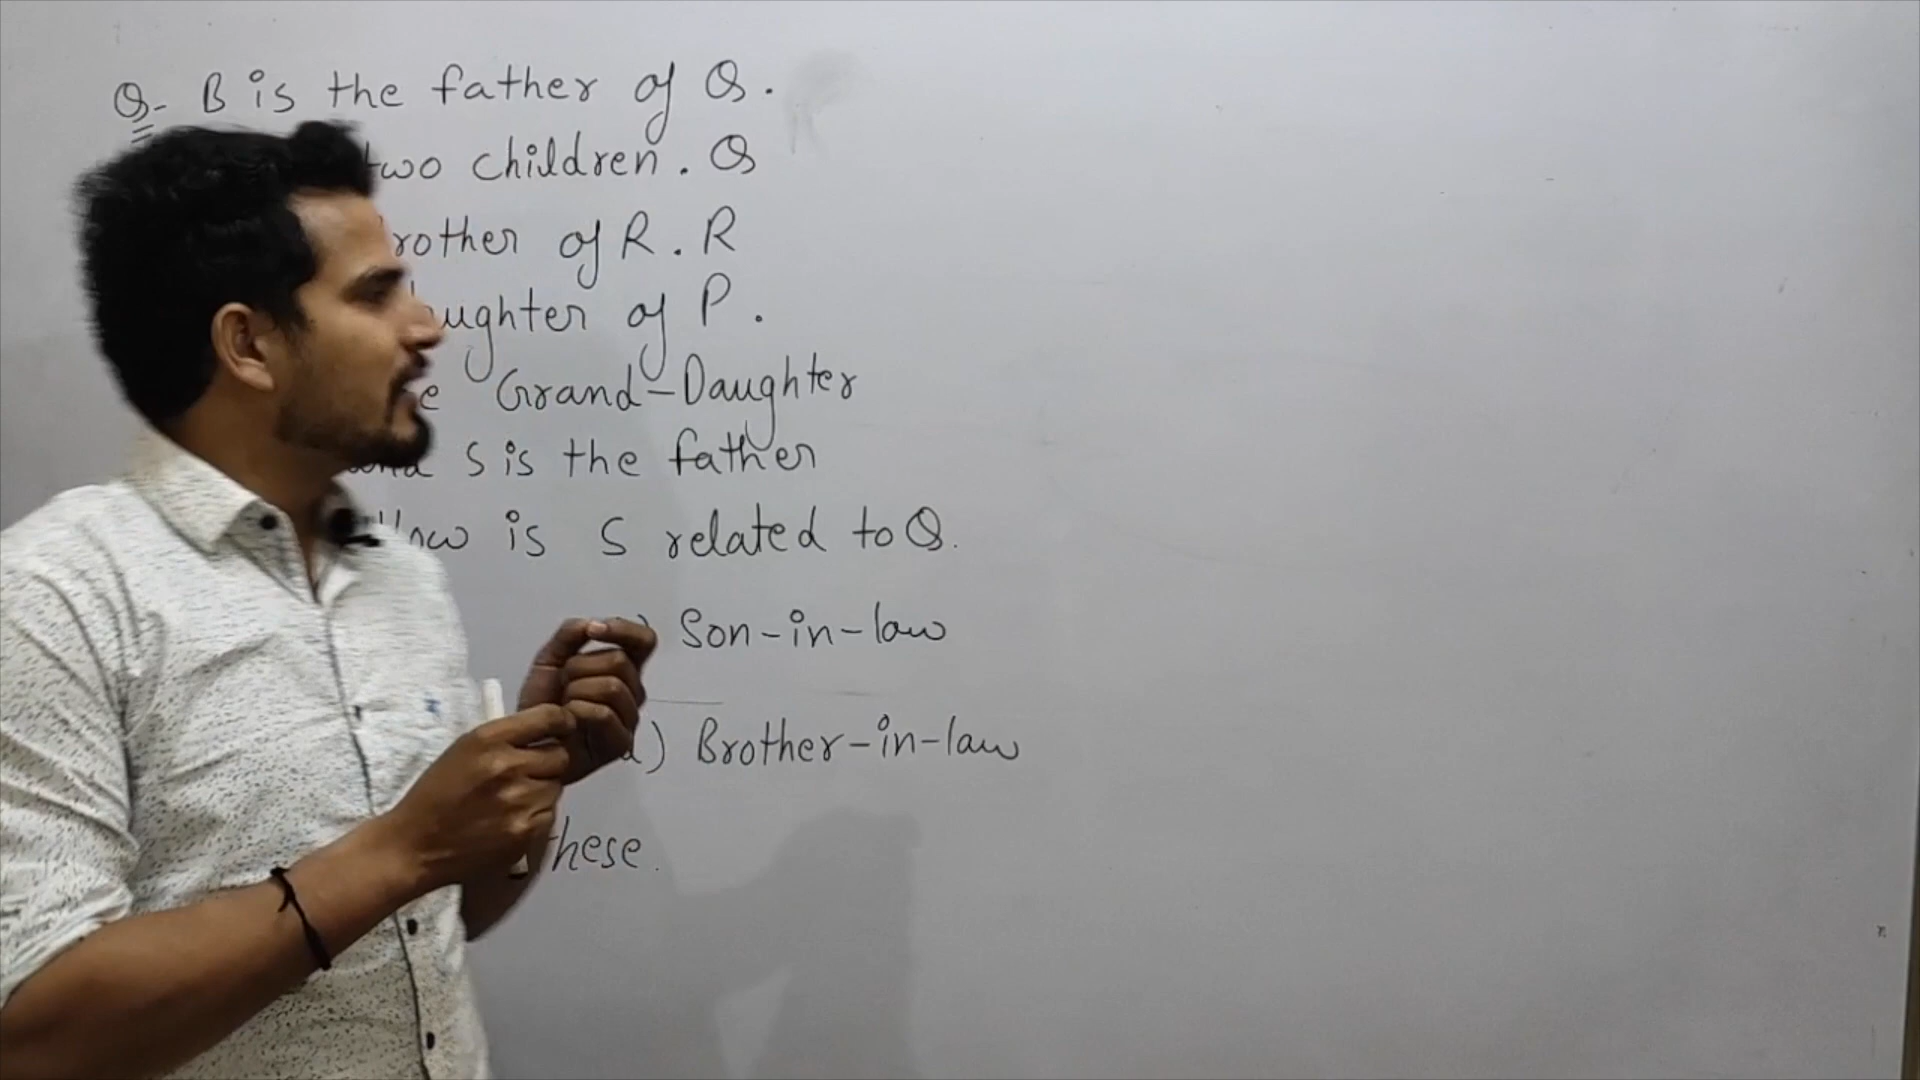 Q- B is the father of Q.
two children. Q
rother of R. R
ughter of P.
e Grand-Daughter
and S is the father
How is S related to Q.
) Son-in-law
d) Brother-in-law
these.